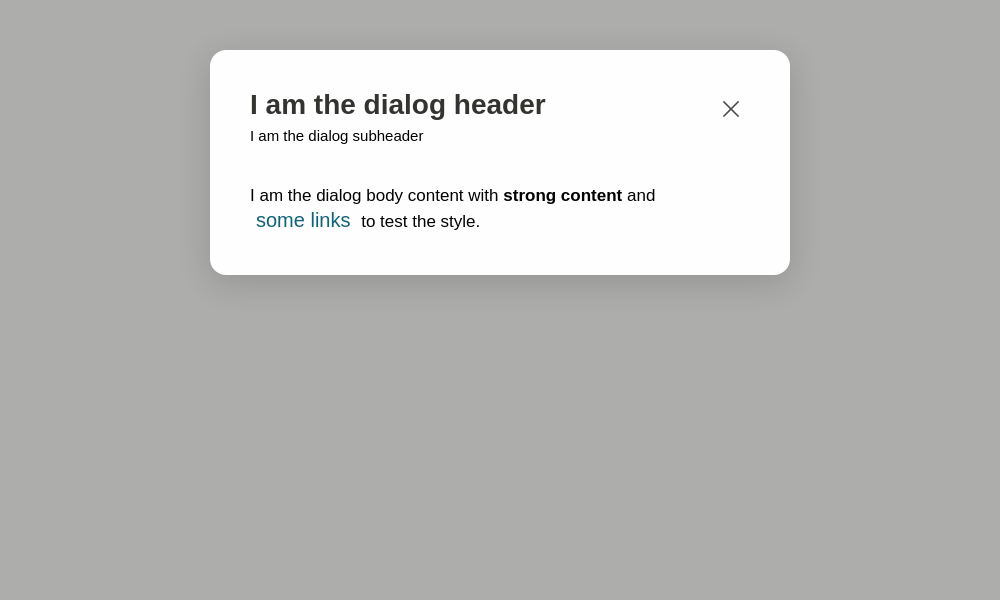 I am the dialog header
I am the dialog subheader
I am the dialog body content with strong content and
some links to test the style.